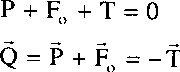 P + F₀ + T = 0
Q⃗ = P⃗ + F⃗₀ = −T⃗